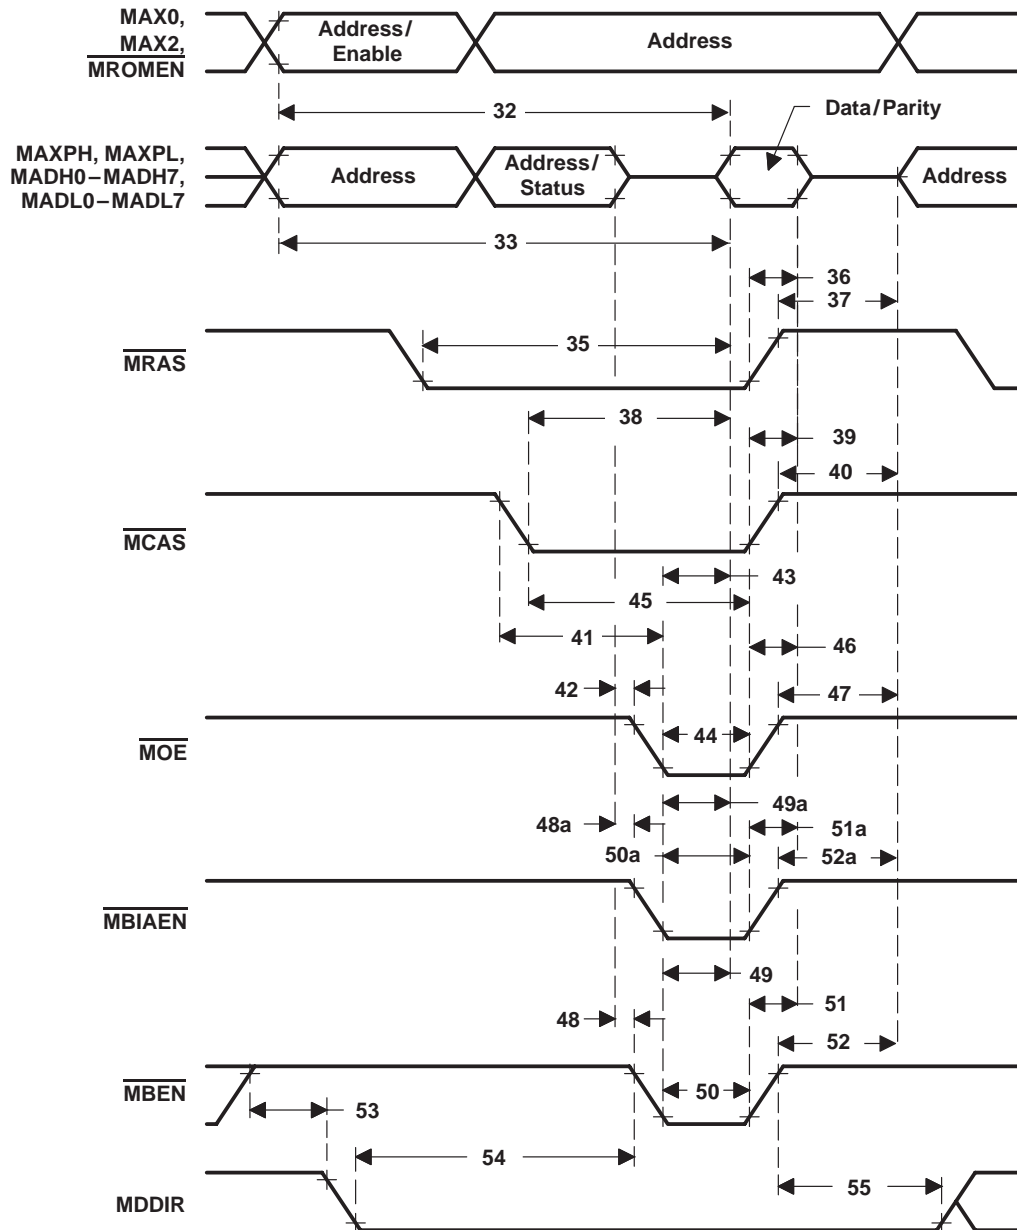 MAX0,
MAX2,
MROMEN
Address/
Enable
Address
32
Data/Parity
MAXPH, MAXPL,
MADH0–MADH7,
MADL0–MADL7
Address
Address/
Status
Address
33
36
37
35
MRAS
38
39
40
MCAS
43
45
41
46
42
47
44
MOE
49a
48a
51a
50a
52a
MBIAEN
49
51
48
52
MBEN
50
53
54
55
MDDIR